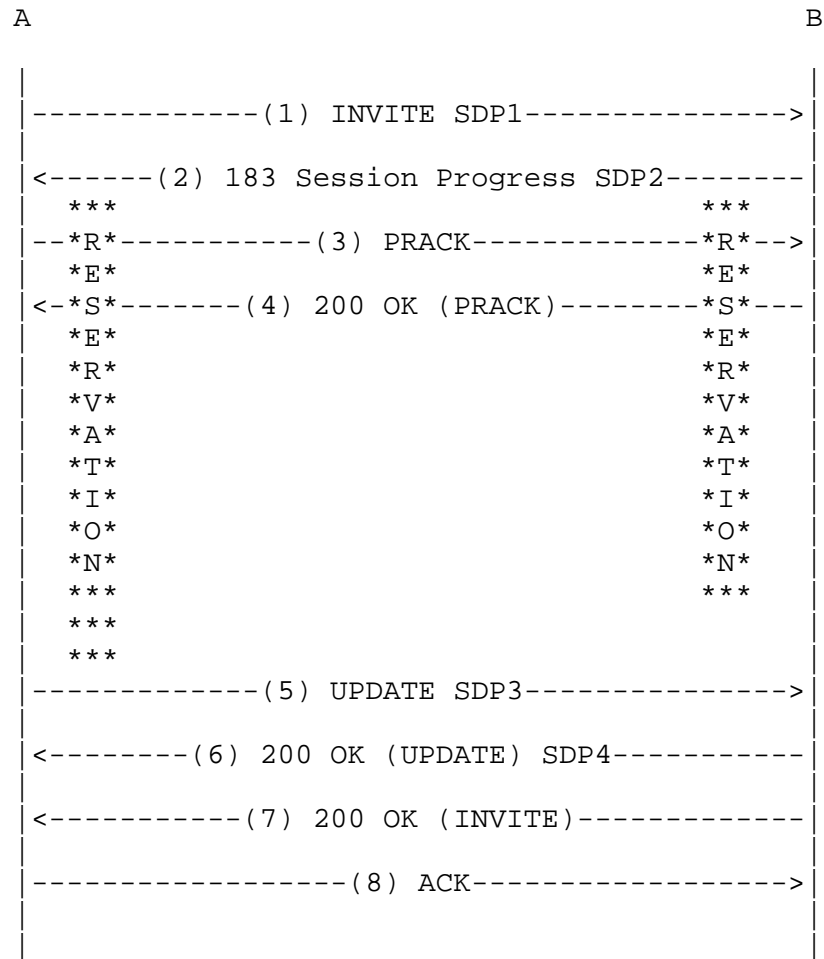 A                                                 B

|                                                  |
|-------------(1) INVITE SDP1--------------->|
|                                                  |
|<------(2) 183 Session Progress SDP2--------|
|  ***                                        ***  |
|--*R*-----------(3) PRACK-------------*R*-->|
|  *E*                                        *E*  |
|<-*S*-------(4) 200 OK (PRACK)--------*S*---|
|  *E*                                        *E*  |
|  *R*                                        *R*  |
|  *V*                                        *V*  |
|  *A*                                        *A*  |
|  *T*                                        *T*  |
|  *I*                                        *I*  |
|  *O*                                        *O*  |
|  *N*                                        *N*  |
|  ***                                        ***  |
|  ***                                             |
|  ***                                             |
|-------------(5) UPDATE SDP3--------------->|
|                                                  |
|<--------(6) 200 OK (UPDATE) SDP4-----------|
|                                                  |
|<-----------(7) 200 OK (INVITE)-------------|
|                                                  |
|------------------(8) ACK------------------>|
|                                                  |
|                                                  |